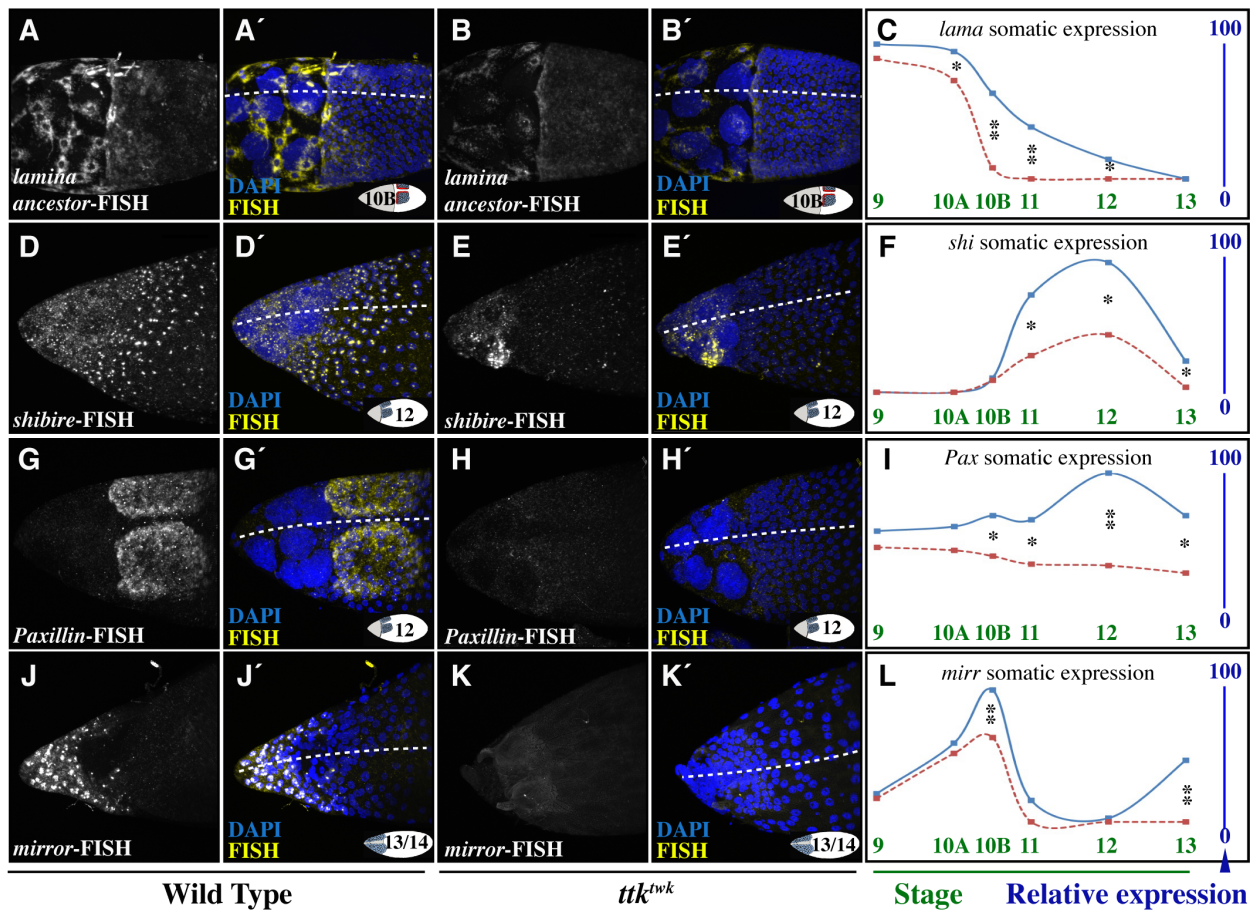 A
A´
B
B´
C
lama somatic expression
100
lamina
ancestor-FISH
DAPI
FISH
10B
lamina
ancestor-FISH
DAPI
FISH
10B
*
**
**
*
9 10A 10B 11 12 13
0
D
D´
E
E´
F
shi somatic expression
100
shibire-FISH
DAPI
FISH
12
shibire-FISH
DAPI
FISH
12
*
*
*
9 10A 10B 11 12 13
0
G
G´
H
H´
I
Pax somatic expression
100
Paxillin-FISH
DAPI
FISH
12
Paxillin-FISH
DAPI
FISH
12
*
*
**
*
9 10A 10B 11 12 13
0
J
J´
K
K´
L
mirr somatic expression
100
mirror-FISH
DAPI
FISH
13/14
mirror-FISH
DAPI
FISH
13/14
**
**
9 10A 10B 11 12 13
0
Wild Type
ttktwk
Stage
Relative expression